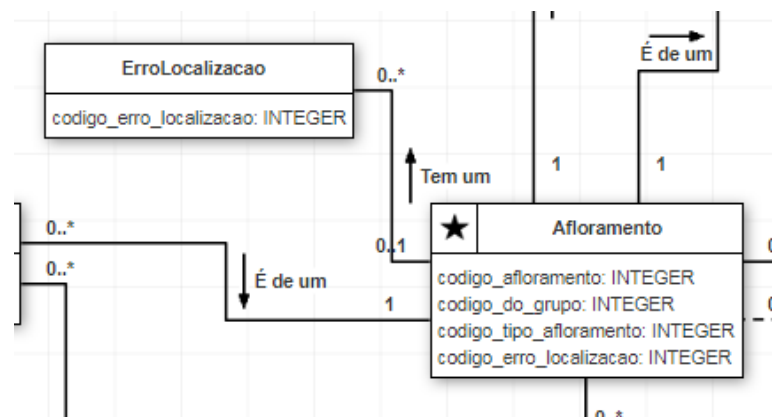 É de um
ErroLocalizacao
0..*
codigo_erro_localizacao: INTEGER
1
1
Tem um
0..*
0..1
Afloramento
0..*
É de um
1
codigo_afloramento: INTEGER
codigo_do_grupo: INTEGER
codigo_tipo_afloramento: INTEGER
codigo_erro_localizacao: INTEGER
0..*